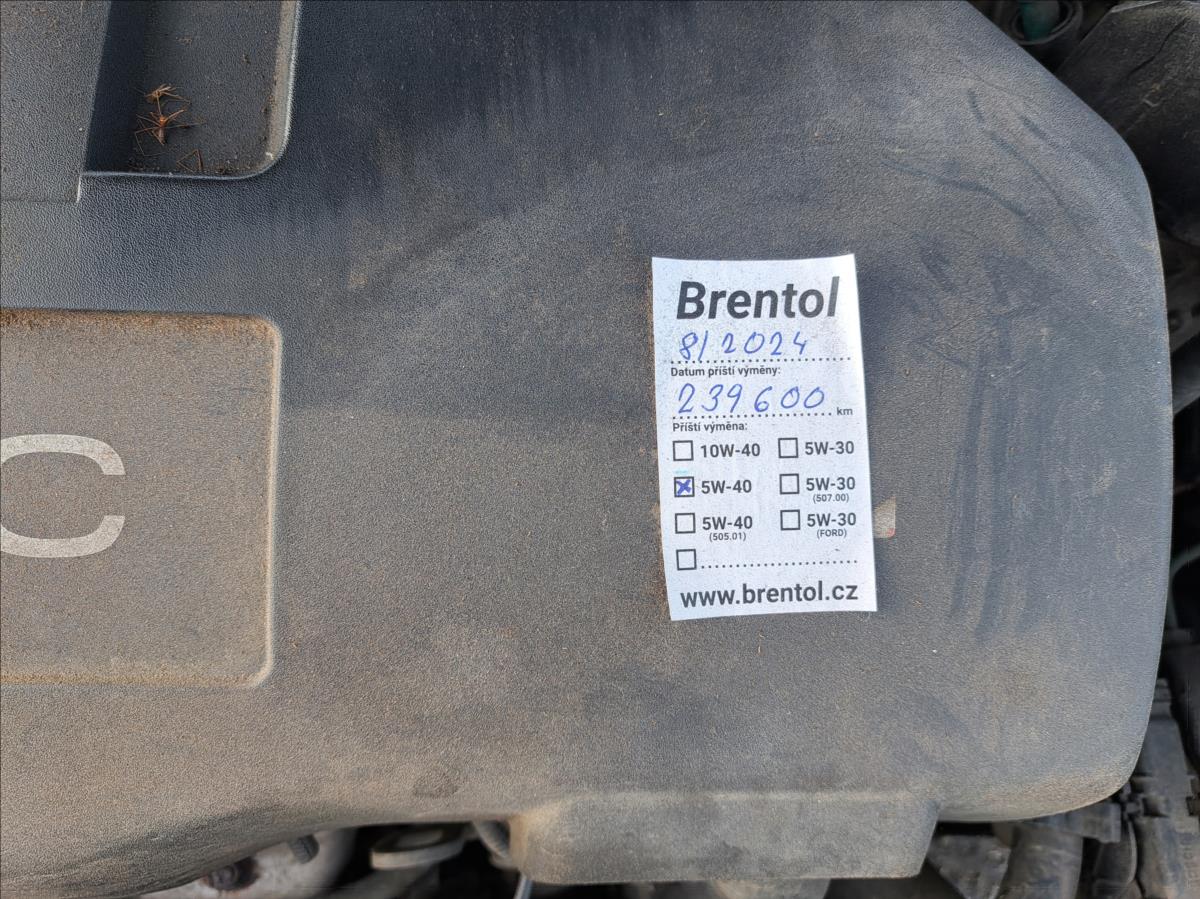 C
Brentol
8/2024
Datum příští výměny:
239600 km
Příští výměna:
10W-40 5W-30
5W-40 5W-30
(507.00)
5W-40 5W-30
(505.01) (FORD)
www.brentol.cz